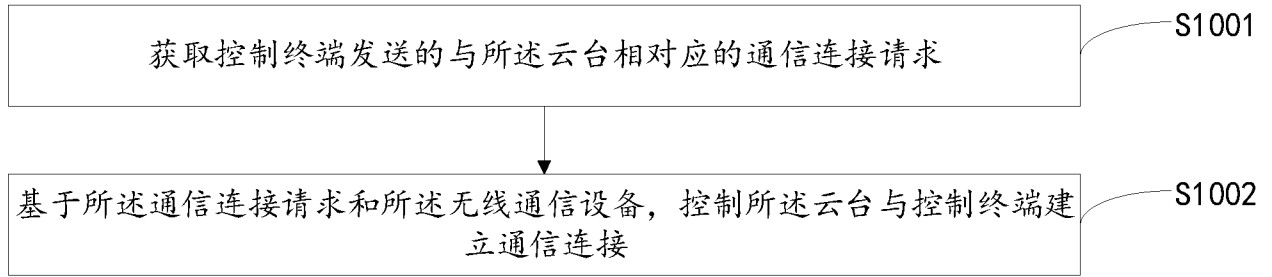 获取控制终端发送的与所述云台相对应的通信连接请求
S1001
基于所述通信连接请求和所述无线通信设备，控制所述云台与控制终端建
立通信连接
S1002